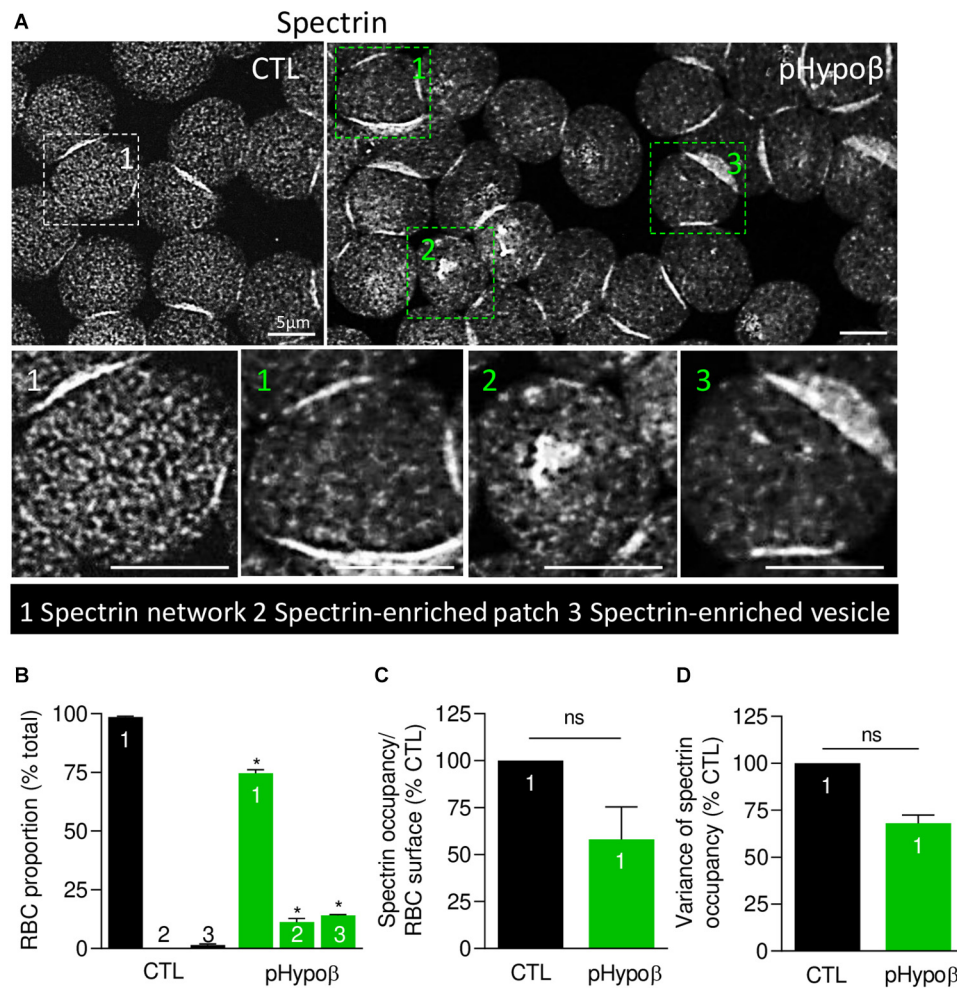 A
Spectrin
CTL
pHypoβ
1
1
2
3
5µm
1
1
2
3
1 Spectrin network 2 Spectrin-enriched patch 3 Spectrin-enriched vesicle
B
RBC proportion (% total)
100
75
50
25
0
1
2
3
*
1
*
2
*
3
CTL
pHypoβ
C
Spectrin occupancy/
RBC surface (% CTL)
125
100
75
50
25
0
ns
1
1
CTL
pHypoβ
D
Variance of spectrin
occupancy (% CTL)
125
100
75
50
25
0
ns
1
1
CTL
pHypoβ